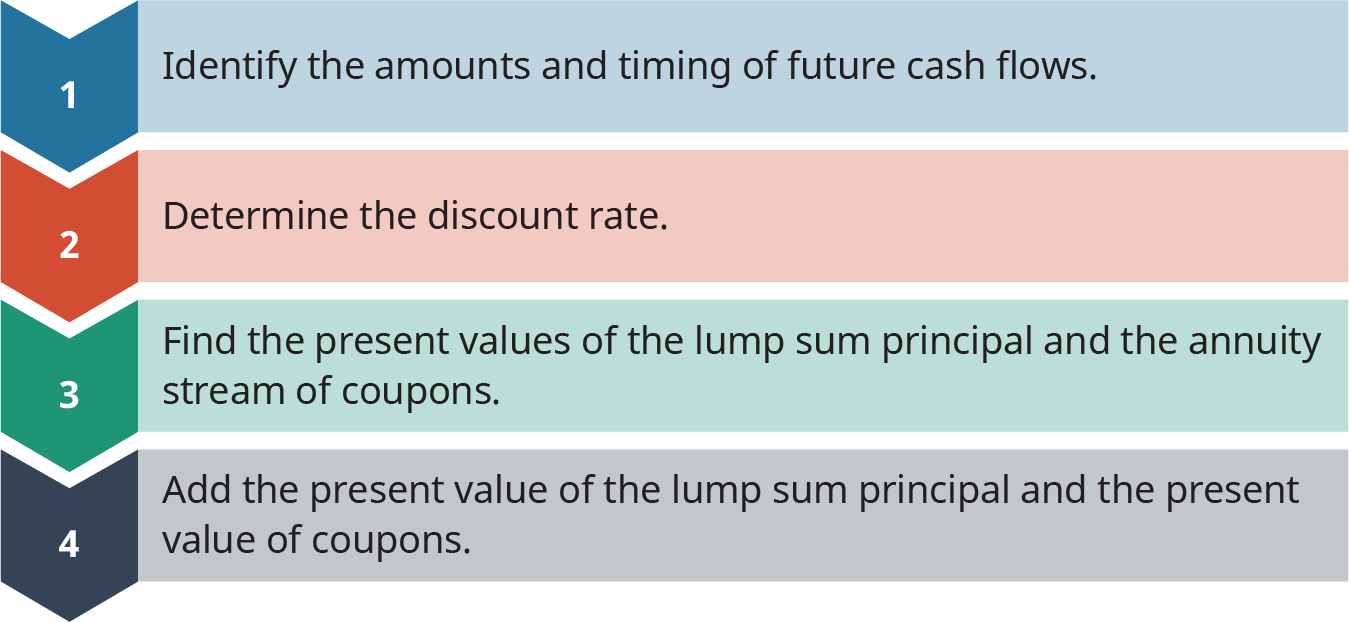 1
Identify the amounts and timing of future cash flows.
2
Determine the discount rate.
3
Find the present values of the lump sum principal and the annuity
stream of coupons.
4
Add the present value of the lump sum principal and the present
value of coupons.